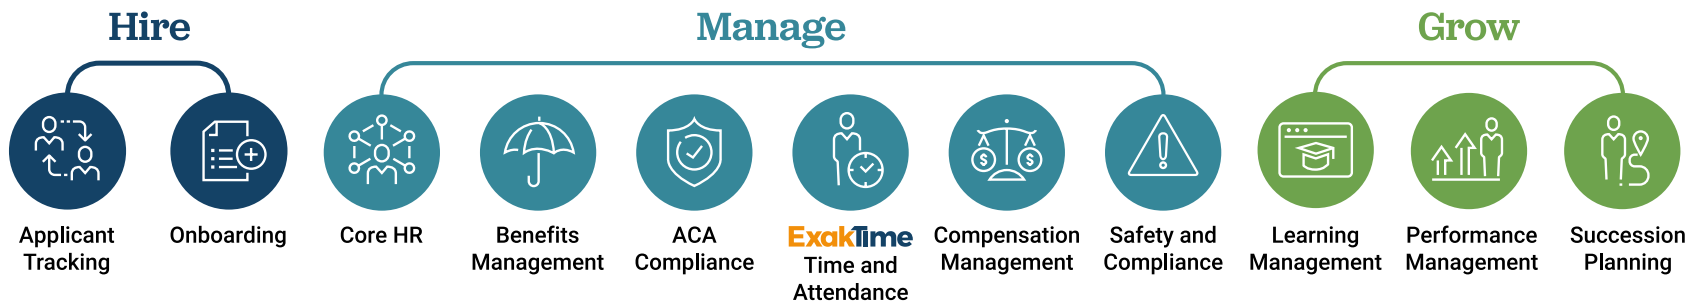 Hire
Manage
Grow
Applicant
Tracking
Onboarding
Core HR
Benefits
Management
ACA
Compliance
ExakTime
Time and
Attendance
Compensation
Management
Safety and
Compliance
Learning
Management
Performance
Management
Succession
Planning
$ $